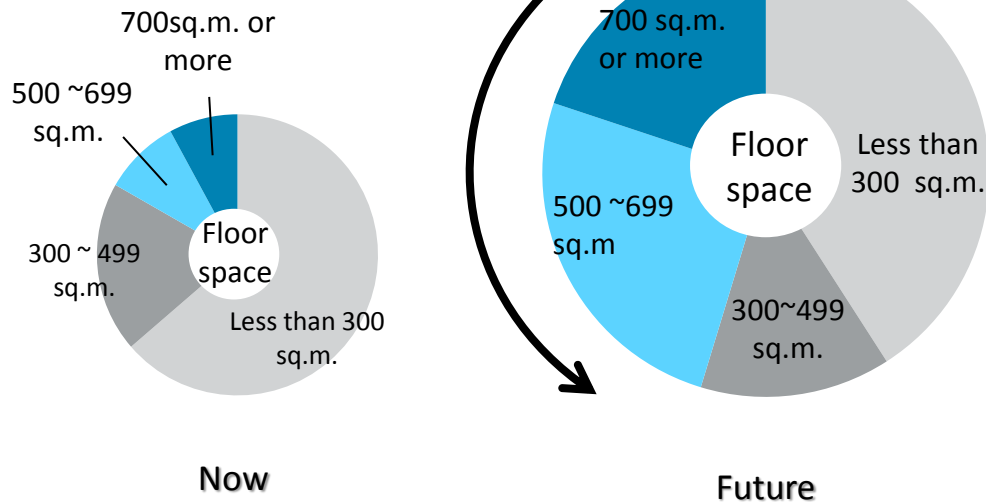 700sq.m. or
more
500 ~699
sq.m.
300 ~ 499
sq.m.
Floor
space
Less than 300
sq.m.
Now
700 sq.m.
or more
Floor
space
Less than
300  sq.m.
500 ~699
sq.m
300~499
sq.m.
Future